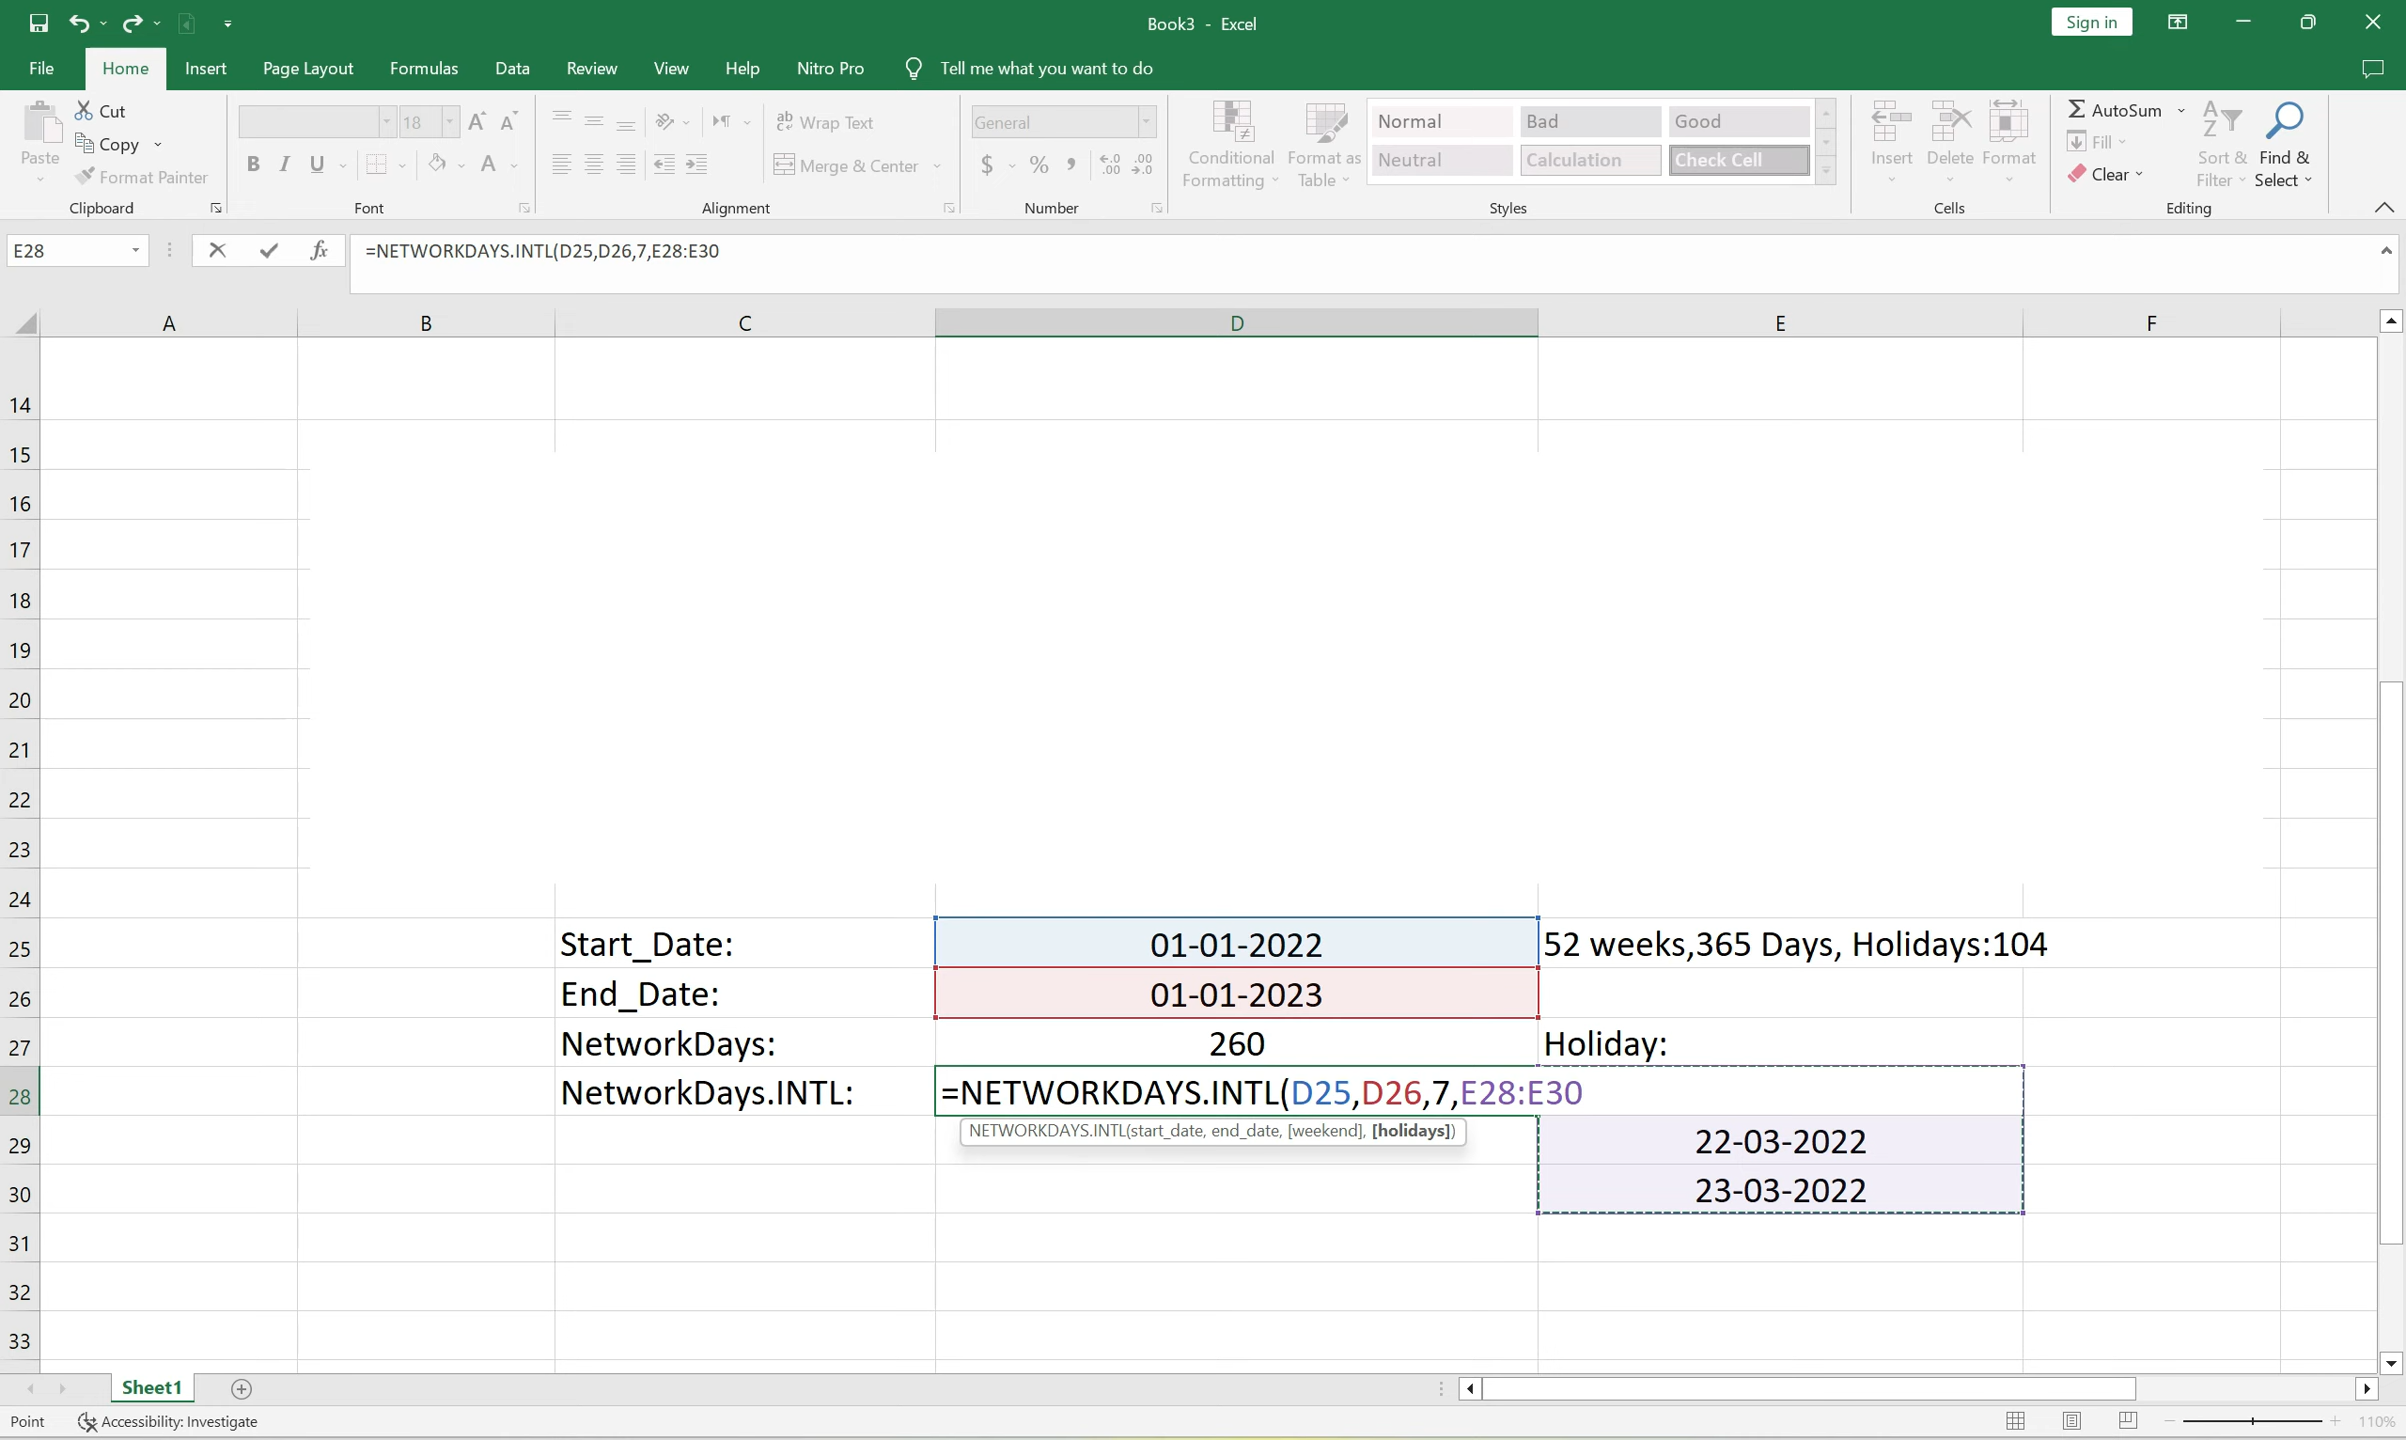 Book3 - Excel
Sign in
File Home Insert Page Layout Formulas Data Review View Help Nitro Pro Tell me what you want to do
Paste
Cut
Copy
Format Painter
Clipboard
18
B I U A
Font
Wrap Text
Merge & Center
Alignment
General
$ % ,
Number
Conditional Formatting
Format as Table
Normal Bad Good
Neutral Calculation Check Cell
Styles
Insert Delete Format
Cells
AutoSum
Fill
Clear
Sort & Filter
Find & Select
Editing
E28 fx =NETWORKDAYS.INTL(D25,D26,7,E28:E30
A B C D E F
14
15
16
17
18
19
20
21
22
23
24
25 Start_Date: 01-01-2022 52 weeks,365 Days, Holidays:104
26 End_Date: 01-01-2023
27 NetworkDays: 260 Holiday:
28 NetworkDays.INTL: =NETWORKDAYS.INTL(D25,D26,7,E28:E30
NETWORKDAYS.INTL(start_date, end_date, [weekend], [holidays])
29 22-03-2022
30 23-03-2022
31
32
33
Sheet1
Point Accessibility: Investigate 110%